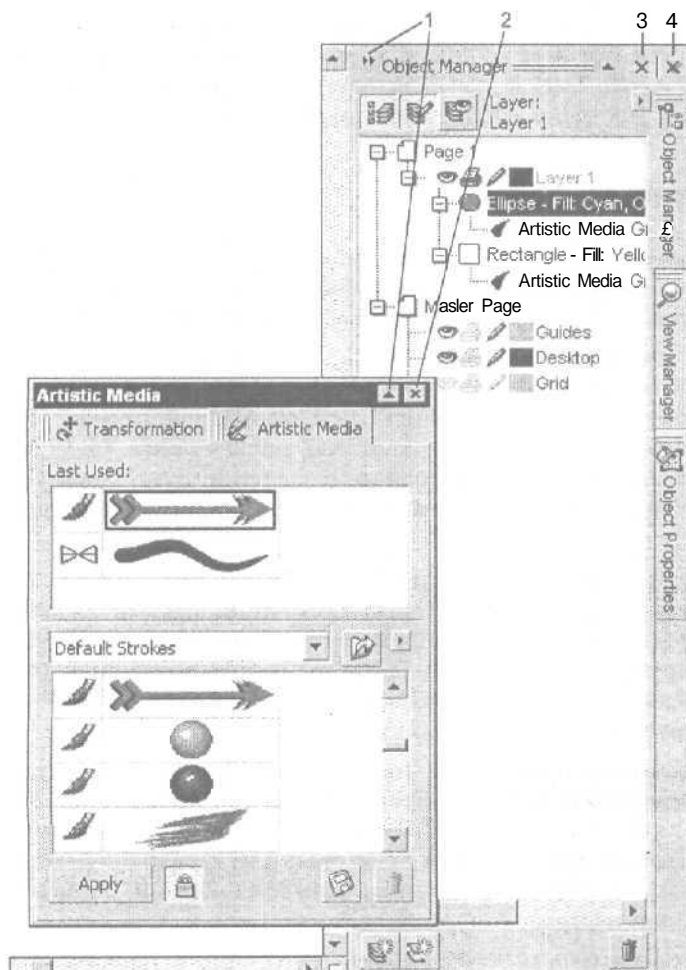 1 2 3 4
Object Manager
Layer:
Layer 1
Page 1
Layer 1
Ellipse - Fill: Cyan, O
Artistic Media Gr £
Rectangle - Fill: Yello
Artistic Media Gr
Masler Page
Guides
Desktop
Grid
Object Manager
View Manager
Object Properties
Artistic Media
Transformation Artistic Media
Last Used:
Default Strokes
Apply